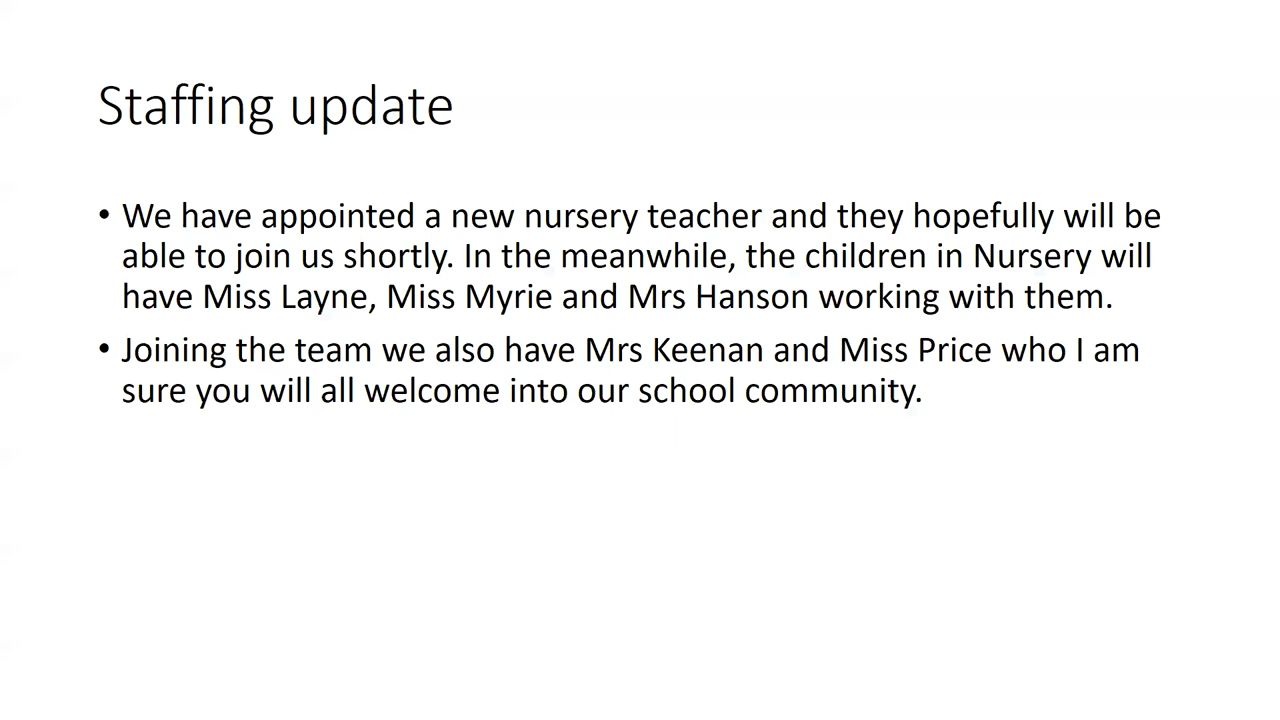 Staffing update
• We have appointed a new nursery teacher and they hopefully will be
able to join us shortly. In the meanwhile, the children in Nursery will
have Miss Layne, Miss Myrie and Mrs Hanson working with them.
• Joining the team we also have Mrs Keenan and Miss Price who I am
sure you will all welcome into our school community.